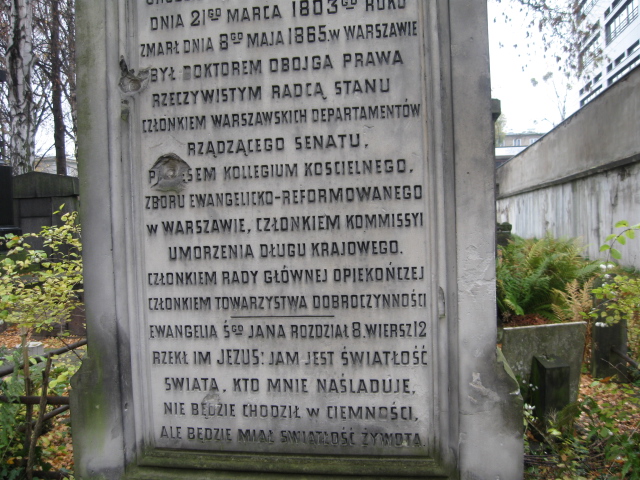 DNIA 21GO MARCA 1803GO ROKU
ZMARŁ DNIA 8GO MAJA 1865. W WARSZAWIE
BYŁ DOKTOREM OBOJGA PRAWA
RZECZYWISTYM RADCĄ STANU
CZŁONKIEM WARSZAWSKICH DEPARTAMENTÓW
RZĄDZĄCEGO SENATU,
KOLLEGIUM KOŚCIELNEGO,
ZBORU EWANGELICKO-REFORMOWANEGO
W WARSZAWIE, CZŁONKIEM KOMMISSYI
UMORZENIA DŁUGU KRAJOWEGO.
CZŁONKIEM RADY GŁÓWNEJ OPIEKOŃCZEJ
CZŁONKIEM TOWARZYSTWA DOBROCZYNNOŚCI
EWANGELIA ŚGO JANA ROZDZIAŁ 8. WIERSZ 12
RZEKŁ IM JEZUS: JAM JEST ŚWIATŁOŚĆ
ŚWIATA, KTO MNIE NAŚLADUJE,
NIE BĘDZIE CHODZIŁ W CIEMNOŚCI,
ALE BĘDZIE MIAŁ ŚWIATŁOŚĆ ŻYWOTA.